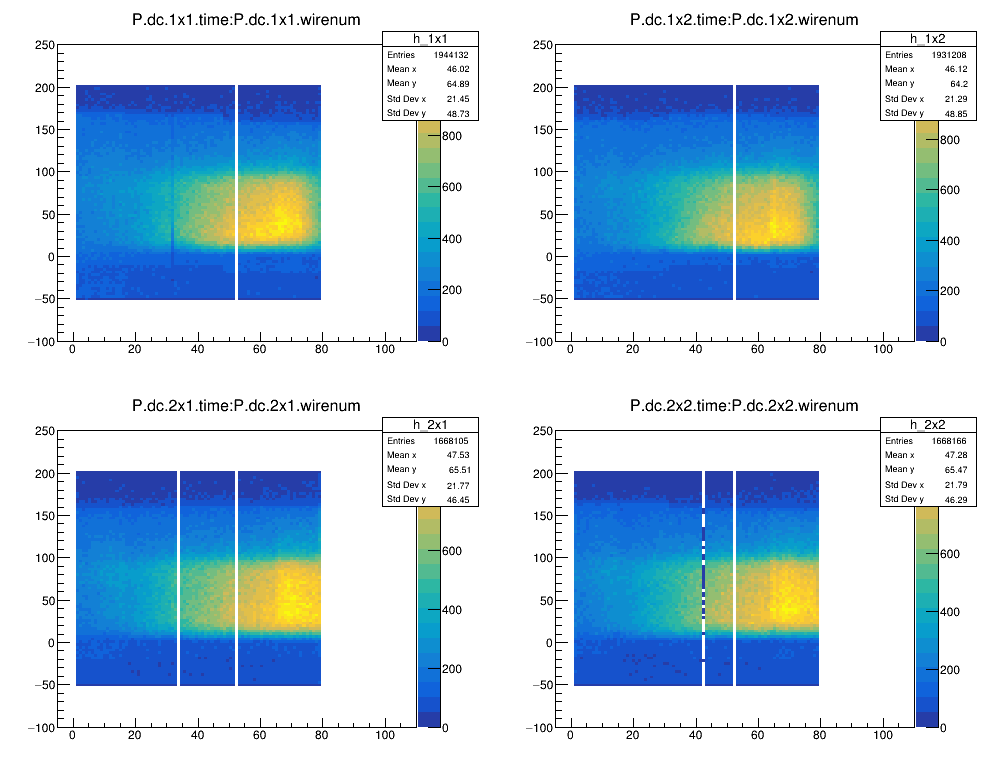 P.dc.1x1.time:P.dc.1x1.wirenum
h_1x1
Entries 1944132
Mean x 46.02
Mean y 64.89
Std Dev x 21.45
Std Dev y 48.73
250
200
150
100
50
0
−50
−100
0 20 40 60 80 100
800
600
400
200
0
P.dc.1x2.time:P.dc.1x2.wirenum
h_1x2
Entries 1931208
Mean x 46.12
Mean y 64.2
Std Dev x 21.29
Std Dev y 48.85
250
200
150
100
50
0
−50
−100
0 20 40 60 80 100
800
600
400
200
0
P.dc.2x1.time:P.dc.2x1.wirenum
h_2x1
Entries 1668105
Mean x 47.53
Mean y 65.51
Std Dev x 21.77
Std Dev y 46.45
250
200
150
100
50
0
−50
−100
0 20 40 60 80 100
600
400
200
0
P.dc.2x2.time:P.dc.2x2.wirenum
h_2x2
Entries 1668166
Mean x 47.28
Mean y 65.47
Std Dev x 21.79
Std Dev y 46.29
250
200
150
100
50
0
−50
−100
0 20 40 60 80 100
600
400
200
0